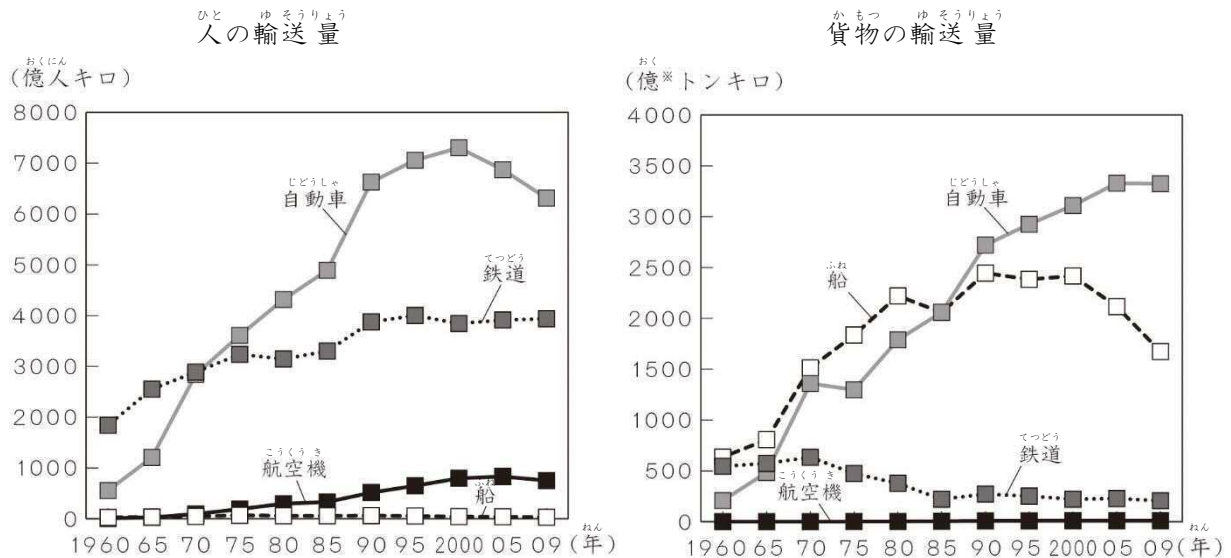 ひと ゆそうりょう
人の輸送量
おくにん
(億人キロ)
8000
7000
6000
5000
4000
3000
2000
1000
0
じどうしゃ
自動車
てつどう
鉄道
こうくうき
航空機
ふね
船
1960 65 70 75 80 85 90 95 2000 05 09(年)
ねん
かもつ ゆそうりょう
貨物の輸送量
おく
(億※トンキロ)
4000
3500
3000
2500
2000
1500
1000
500
0
じどうしゃ
自動車
ふね
船
てつどう
鉄道
こうくうき
航空機
1960 65 70 75 80 85 90 95 2000 05 09(年)
ねん